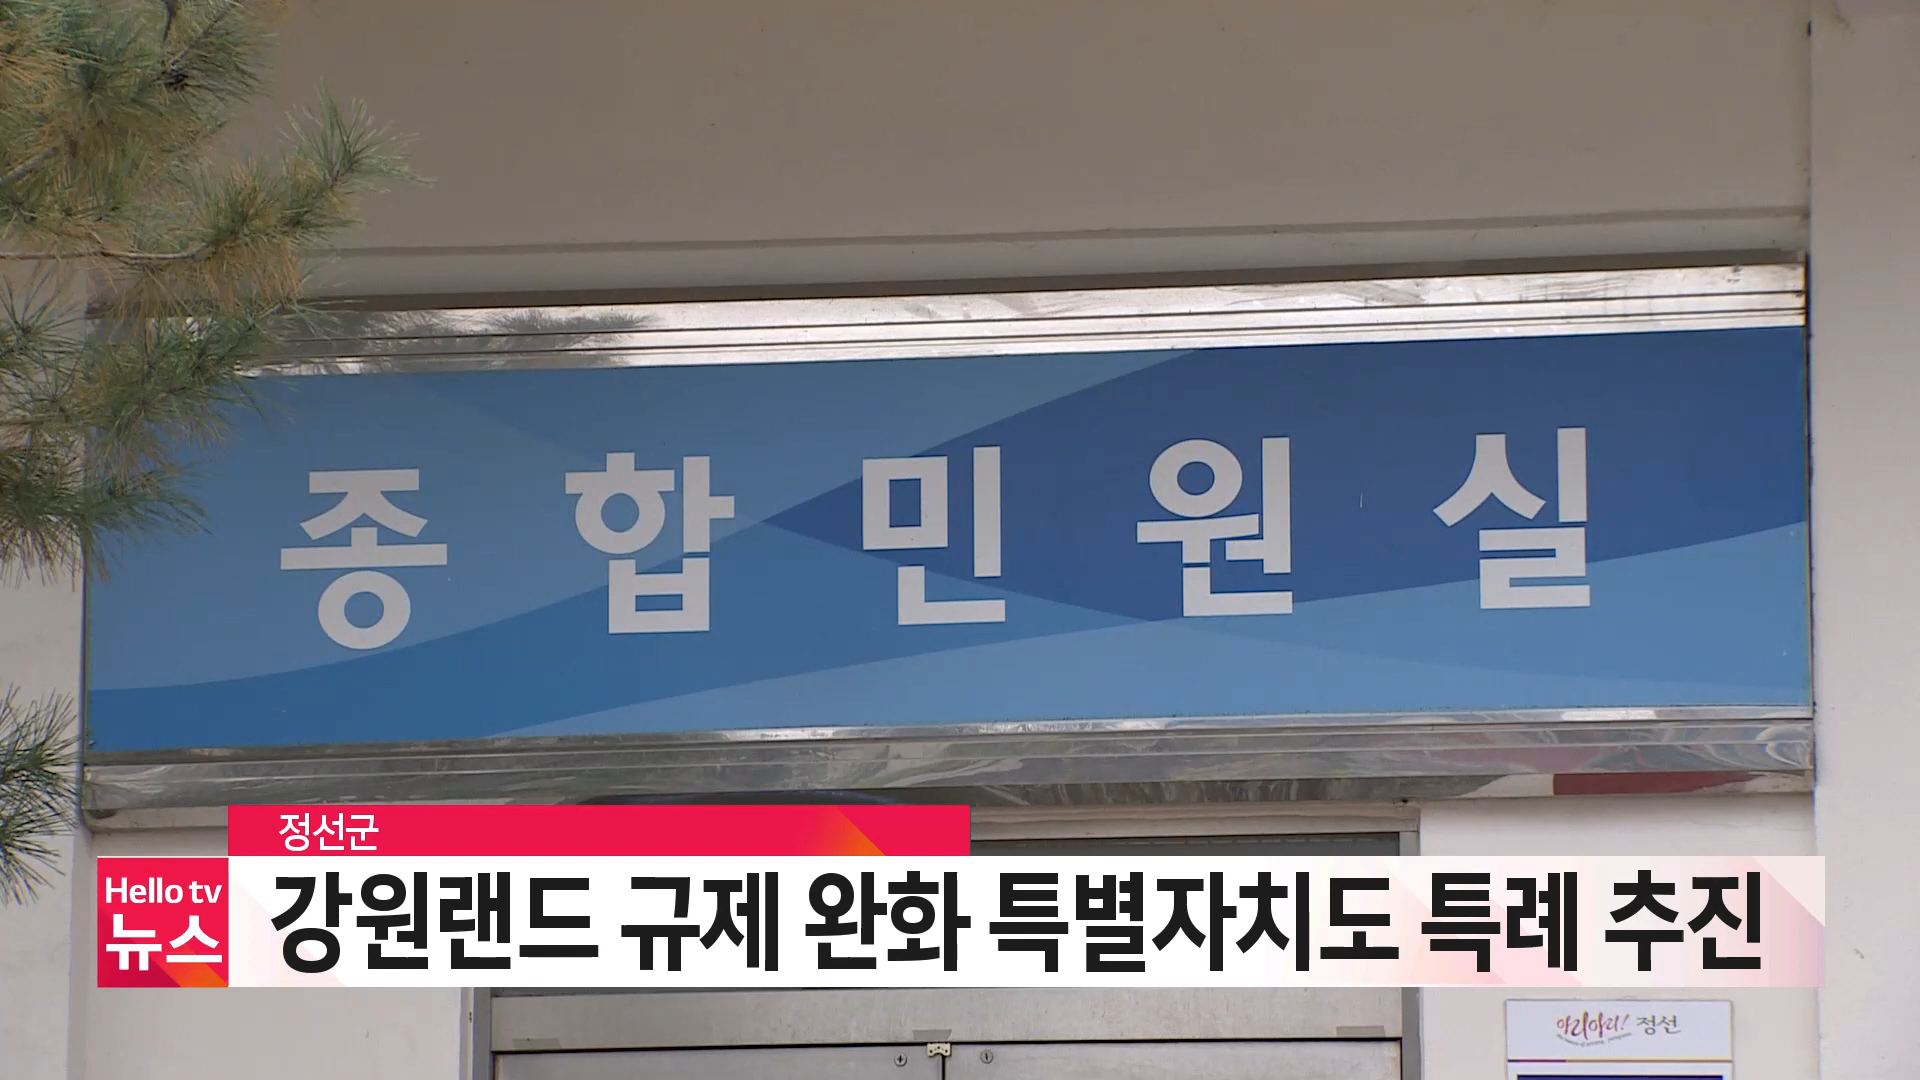 종합민원실
정선군
Hello tv
뉴스
강원랜드 규제 완화 특별자치도 특례 추진
아리아리! 정선